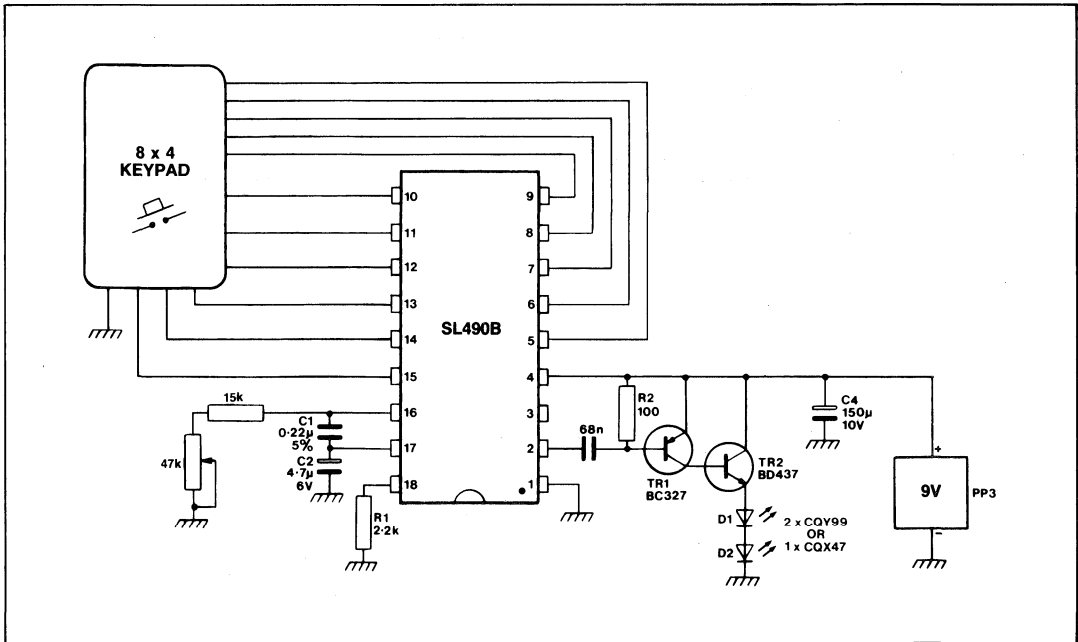 8 x 4
KEYPAD
SL490B
10
11
12
13
14
15
16
17
18
9
8
7
6
5
4
3
2
1
15k
47k
C1
0·22µ
5%
C2
4·7µ
6V
R1
2·2k
68n
R2
100
TR1
BC327
TR2
BD437
D1
D2
2 x CQY99
OR
1 x CQX47
C4
150µ
10V
+
9V
−
PP3